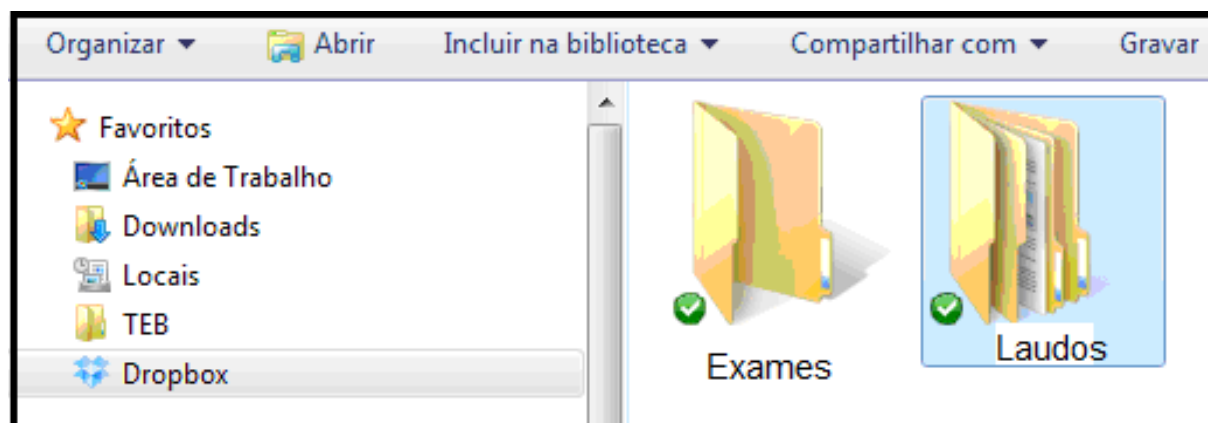 Organizar Abrir Incluir na biblioteca Compartilhar com Gravar
Favoritos
Área de Trabalho
Downloads
Locais
TEB
Dropbox
Exames
Laudos